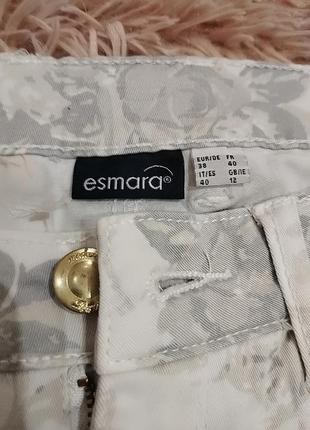 esmara®
EUR/DE FR
38 40
IT/ES GB/IE
40 12